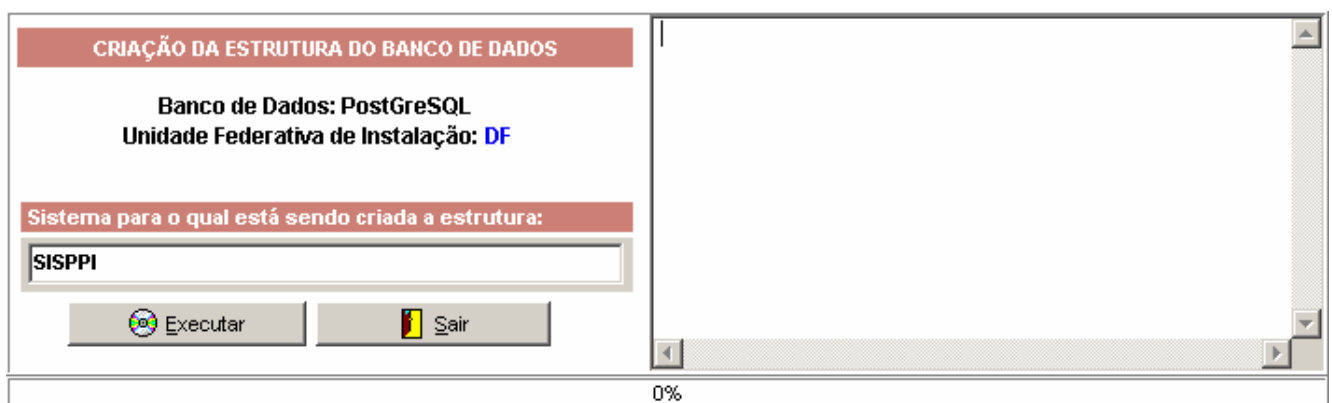 CRIAÇÃO DA ESTRUTURA DO BANCO DE DADOS
Banco de Dados: PostGreSQL
Unidade Federativa de Instalação: DF
Sistema para o qual está sendo criada a estrutura:
SISPPI
Executar
Sair
0%